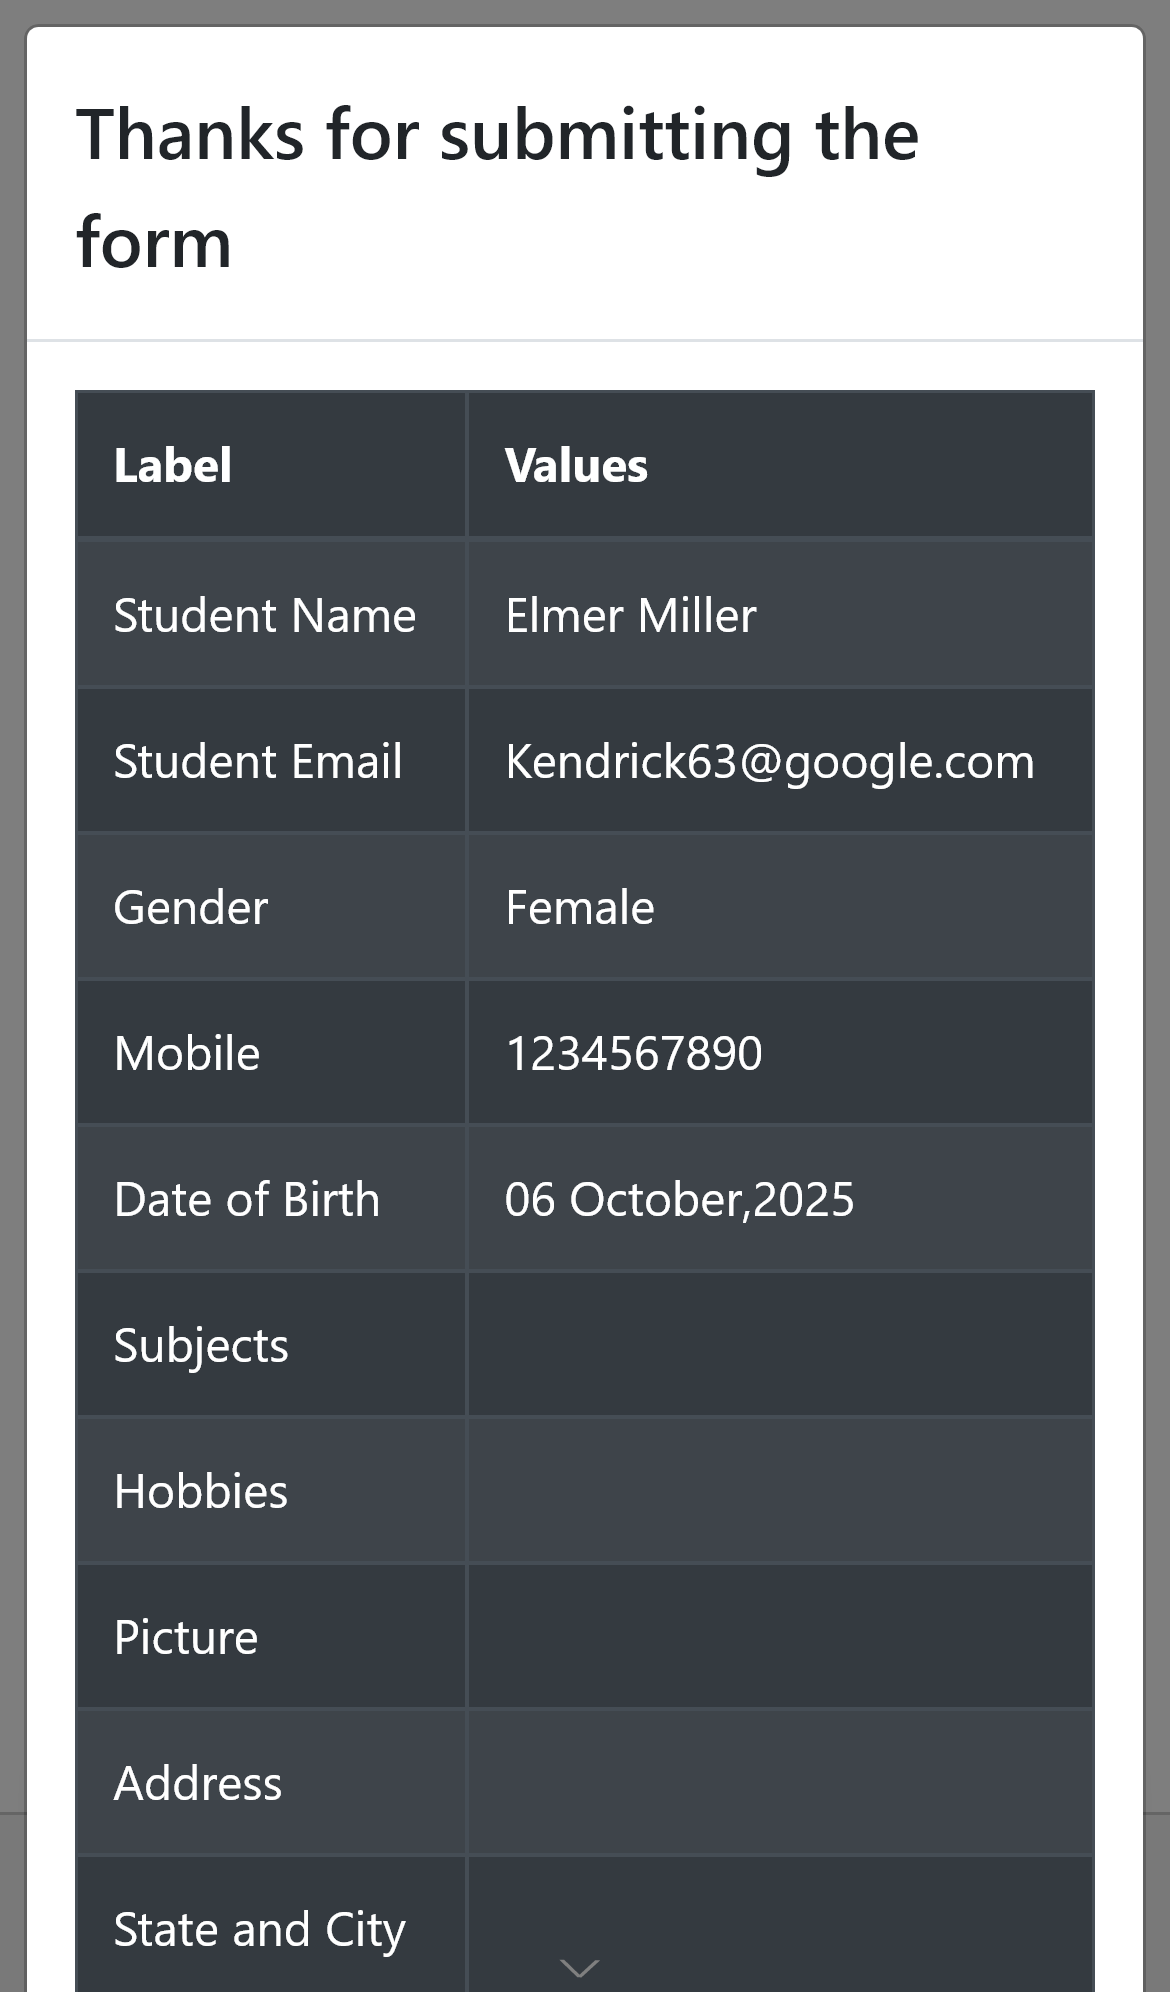 Thanks for submitting the
form
Label Values
Student Name Elmer Miller
Student Email Kendrick63@google.com
Gender Female
Mobile 1234567890
Date of Birth 06 October,2025
Subjects
Hobbies
Picture
Address
State and City